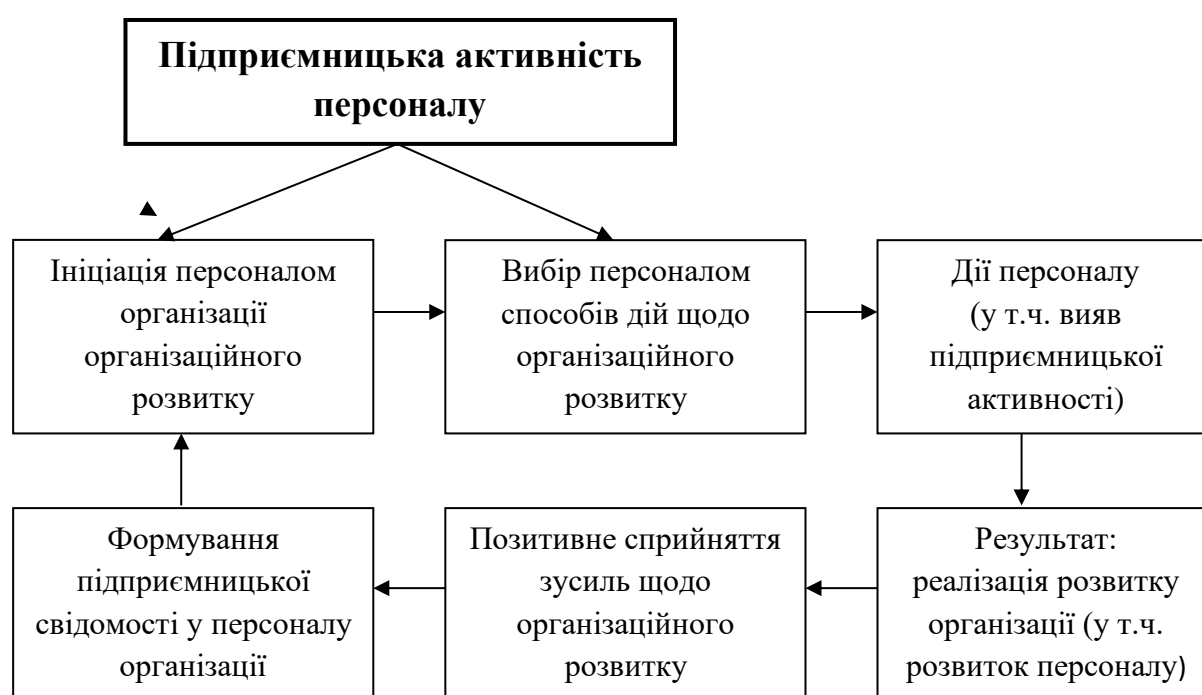 Підприємницька активність
персоналу
Ініціація персоналом
організації
організаційного
розвитку
Вибір персоналом
способів дій щодо
організаційного
розвитку
Дії персоналу
(у т.ч. вияв
підприємницької
активності)
Формування
підприємницької
свідомості у персоналу
організації
Позитивне сприйняття
зусиль щодо
організаційного
розвитку
Результат:
реалізація розвитку
організації (у т.ч.
розвиток персоналу)